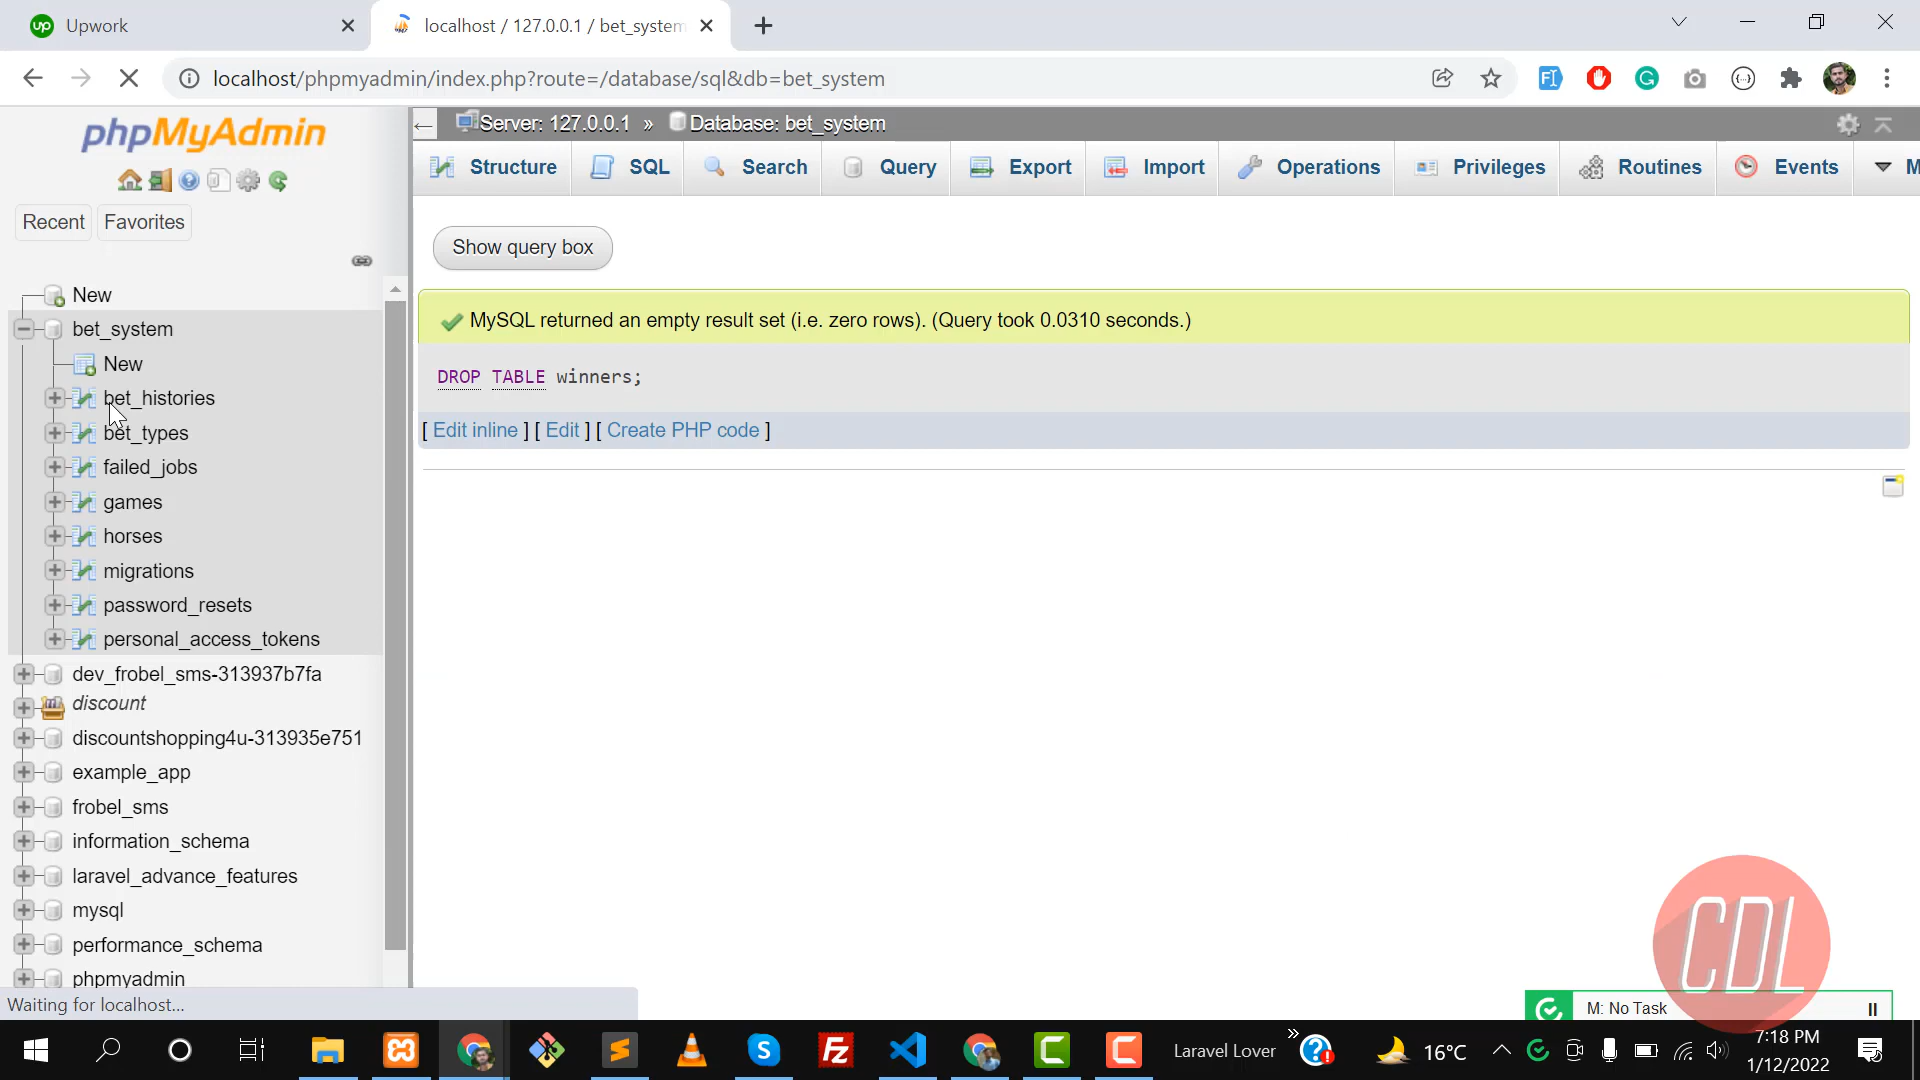 up Upwork
localhost / 127.0.0.1 / bet_system
localhost/phpmyadmin/index.php?route=/database/sql&db=bet_system
phpMyAdmin
Server: 127.0.0.1 » Database: bet_system
Structure SQL Search Query Export Import Operations Privileges Routines Events M
Recent Favorites
Show query box
New
bet_system
New
bet_histories
bet_types
failed_jobs
games
horses
migrations
password_resets
personal_access_tokens
dev_frobel_sms-313937b7fa
discount
discountshopping4u-313935e751
example_app
frobel_sms
information_schema
laravel_advance_features
mysql
performance_schema
phpmyadmin
MySQL returned an empty result set (i.e. zero rows). (Query took 0.0310 seconds.)
DROP TABLE winners;
[ Edit inline ] [ Edit ] [ Create PHP code ]
CDL
Waiting for localhost...
M: No Task
Laravel Lover
16°C
7:18 PM
1/12/2022